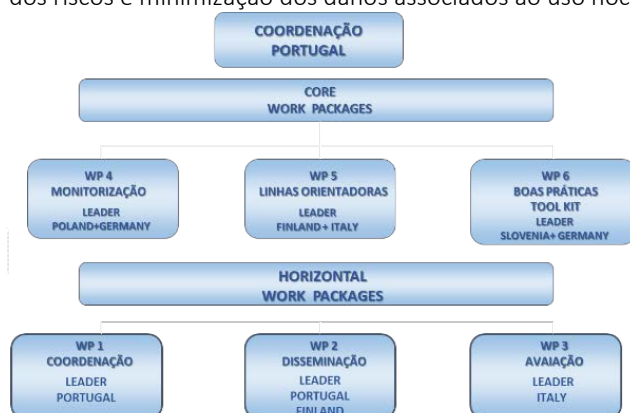 dos riscos e minimização dos danos associados ao uso
COORDENAÇÃO
PORTUGAL
CORE
WORK PACKAGES
WP 4
MONITORIZAÇÃO
LEADER
POLAND+GERMANY
WP 5
LINHAS ORIENTADORAS
LEADER
FINLAND+ ITALY
WP 6
BOAS PRÁTICAS
TOOL KIT
LEADER
SLOVENIA+ GERMANY
HORIZONTAL
WORK PACKAGES
WP 1
COORDENAÇÃO
LEADER
PORTUGAL
WP 2
DISSEMINAÇÃO
LEADER
PORTUGAL
FINLAND
WP 3
AVAIAÇÃO
LEADER
ITALY